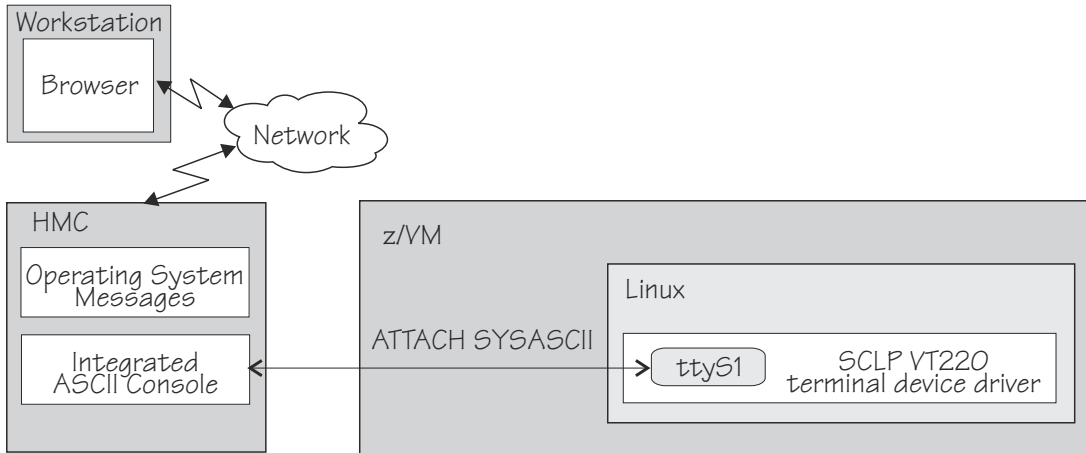 Workstation
Browser
Network
HMC
Operating System
Messages
Integrated
ASCII Console
z/VM
ATTACH SYSASCII
Linux
ttyS1
SCLP VT220
terminal device driver